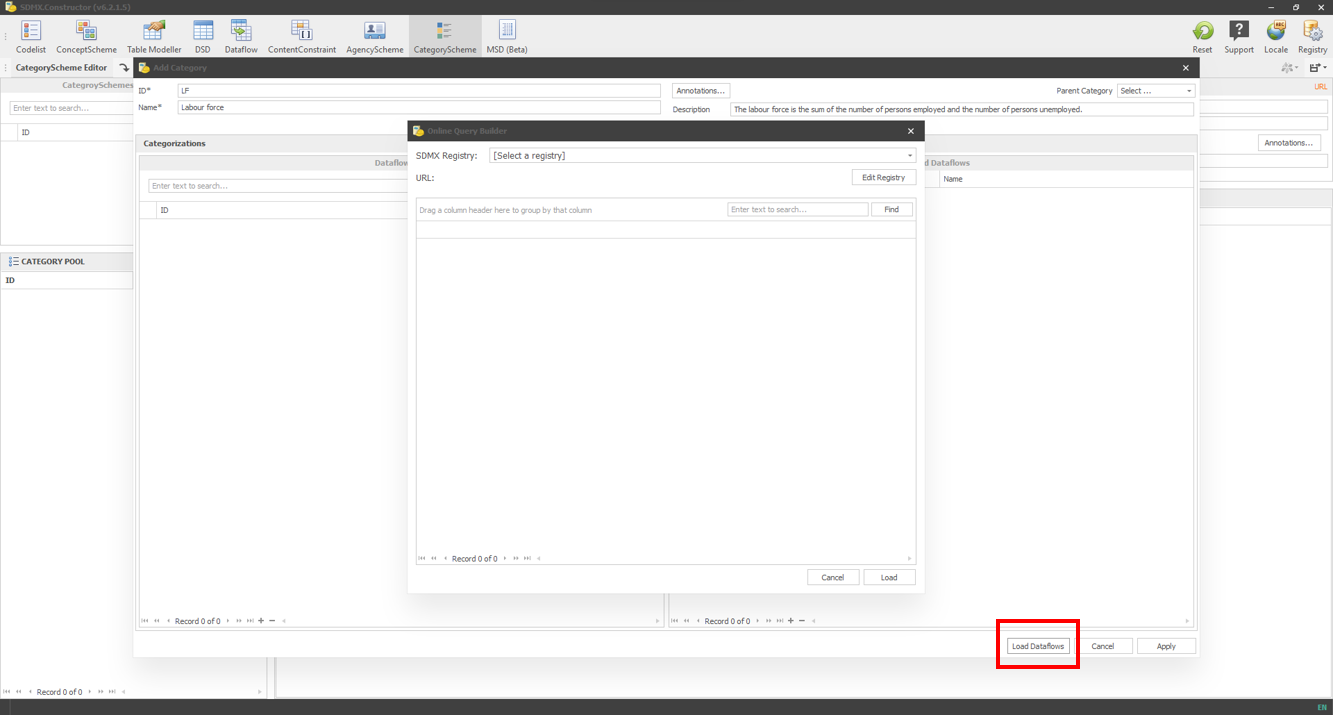 SDMX.Constructor (v6.2.1.5)
Codelist ConceptScheme Table Modeller DSD Dataflow ContentConstraint AgencyScheme CategoryScheme MSD (Beta) Reset Support Locale Registry
CategoryScheme Editor
Add Category
CategroySchemes
URL
ID* LF Annotations... Parent Category Select ...
Enter text to search...
Name* Labour force Description The labour force is the sum of the number of persons employed and the number of persons unemployed.
ID
Online Query Builder
Categorizations
Annotations...
SDMX Registry: [Select a registry]
Dataflow
d Dataflows
URL: Edit Registry
Name
Enter text to search...
ID
Drag a column header here to group by that column Enter text to search... Find
CATEGORY POOL
ID
Record 0 of 0
Cancel Load
Record 0 of 0 Record 0 of 0
Load Dataflows Cancel Apply
Record 0 of 0
EN